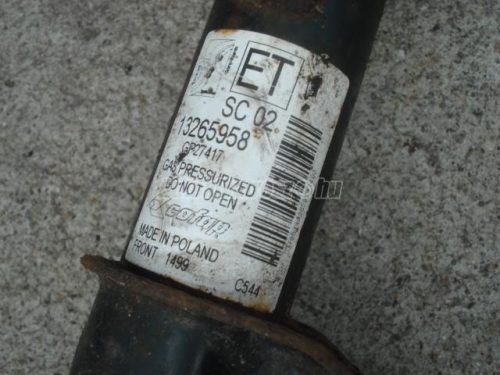 ET
SC 02
13265958
GP27417
GAS PRESSURIZED
DO NOT OPEN
MADE IN POLAND
FRONT 1499
C544